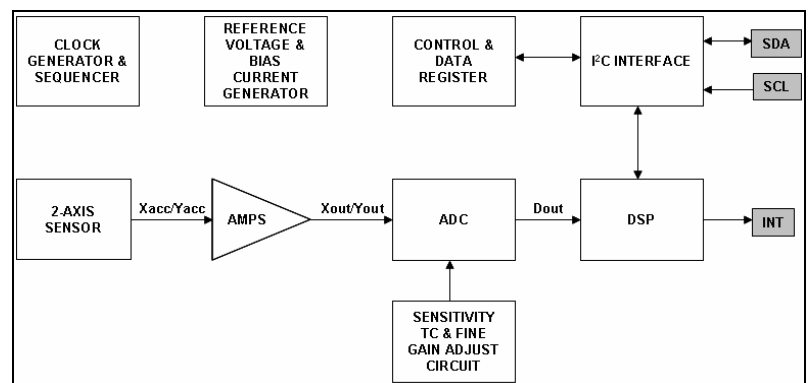 CLOCK
GENERATOR &
SEQUENCER
REFERENCE
VOLTAGE &
BIAS
CURRENT
GENERATOR
CONTROL &
DATA
REGISTER
I²C INTERFACE
SDA
SCL
2-AXIS
SENSOR
Xacc/Yacc
AMPS
Xout/Yout
ADC
Dout
DSP
INT
SENSITIVITY
TC & FINE
GAIN ADJUST
CIRCUIT